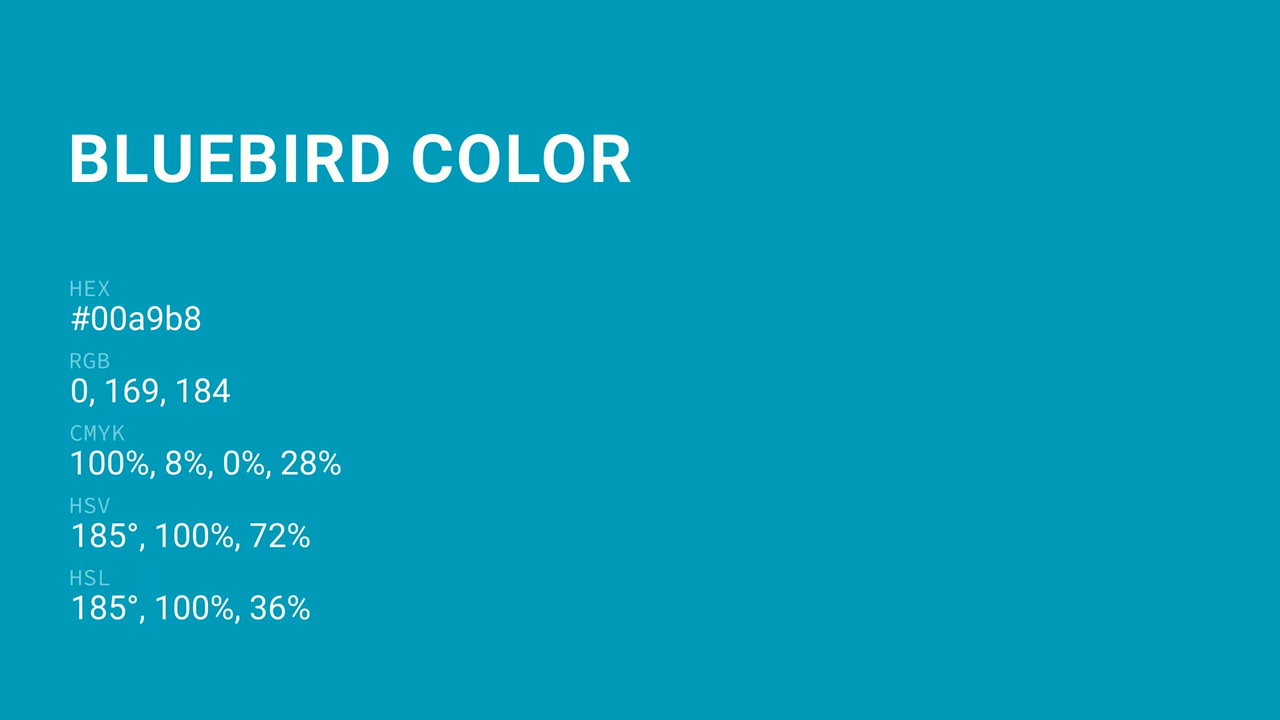 BLUEBIRD COLOR
HEX
#00a9b8
RGB
0, 169, 184
CMYK
100%, 8%, 0%, 28%
HSV
185°, 100%, 72%
HSL
185°, 100%, 36%